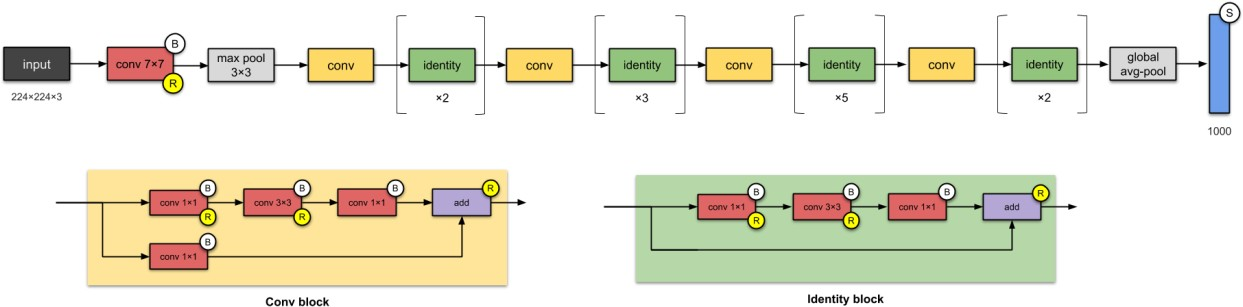 input
224×224×3
conv 7×7
B
R
max pool
3×3
conv
identity
×2
conv
identity
×3
conv
identity
×5
conv
identity
×2
global
avg-pool
S
1000
conv 1×1
B
R
conv 3×3
B
R
conv 1×1
B
add
R
conv 1×1
B
Conv block
conv 1×1
B
R
conv 3×3
B
R
conv 1×1
B
add
R
Identity block